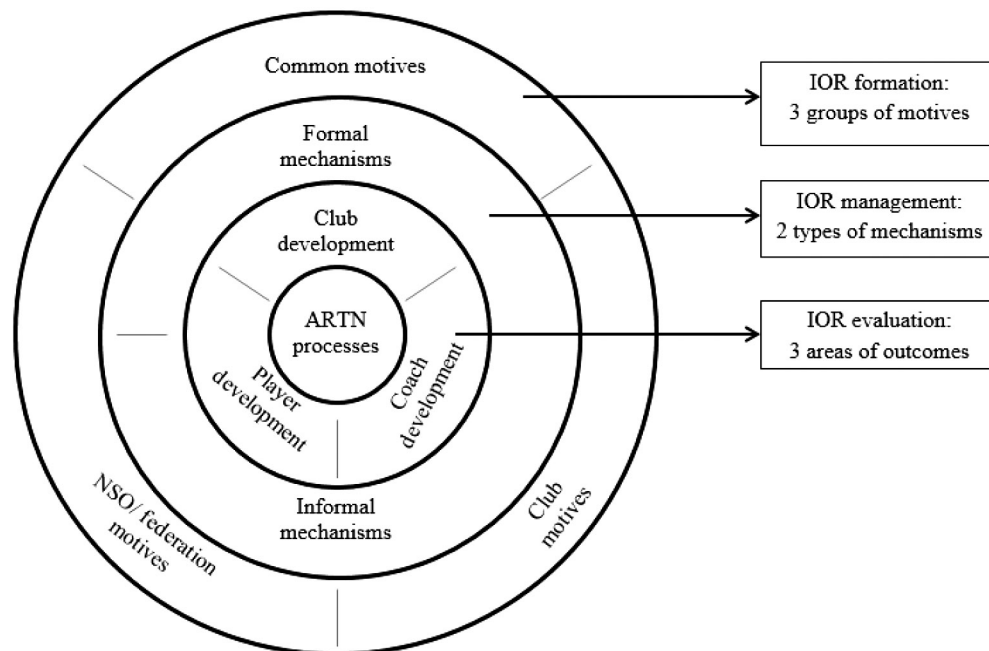 Common motives
IOR formation:
3 groups of motives
Formal
mechanisms
IOR management:
2 types of mechanisms
Club
development
ARTN
processes
IOR evaluation:
3 areas of outcomes
Player
development
Coach
development
Informal
mechanisms
NSO/ federation
motives
Club
motives